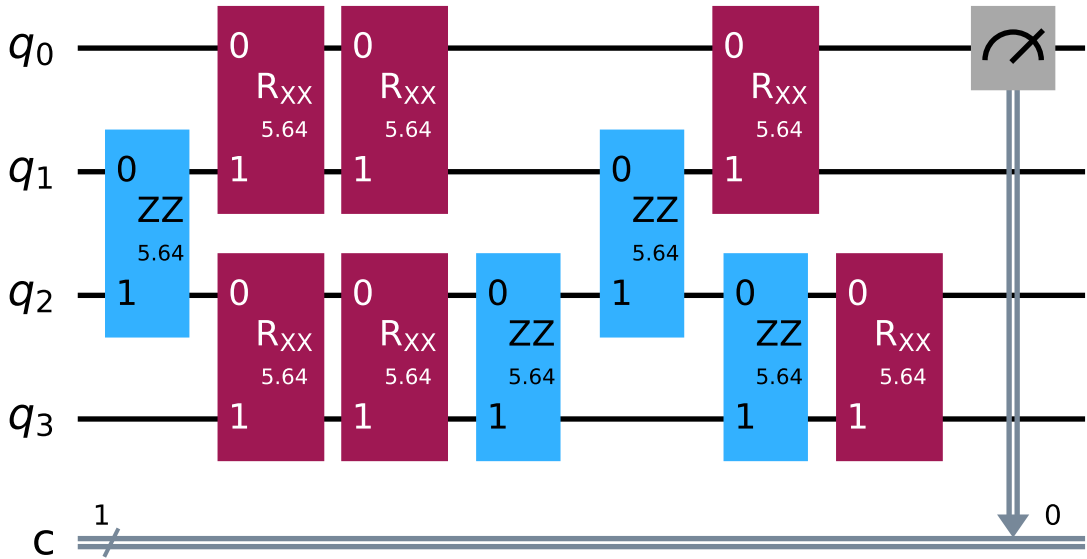 q0
0 0 0
RXX RXX RXX
5.64 5.64 5.64
q1
0 1 1 0 1
ZZ ZZ
5.64 5.64
q2
1 0 0 0 1 0 0
RXX RXX ZZ ZZ RXX
5.64 5.64 5.64 5.64 5.64
q3
1 1 1 1 1
1 0
c